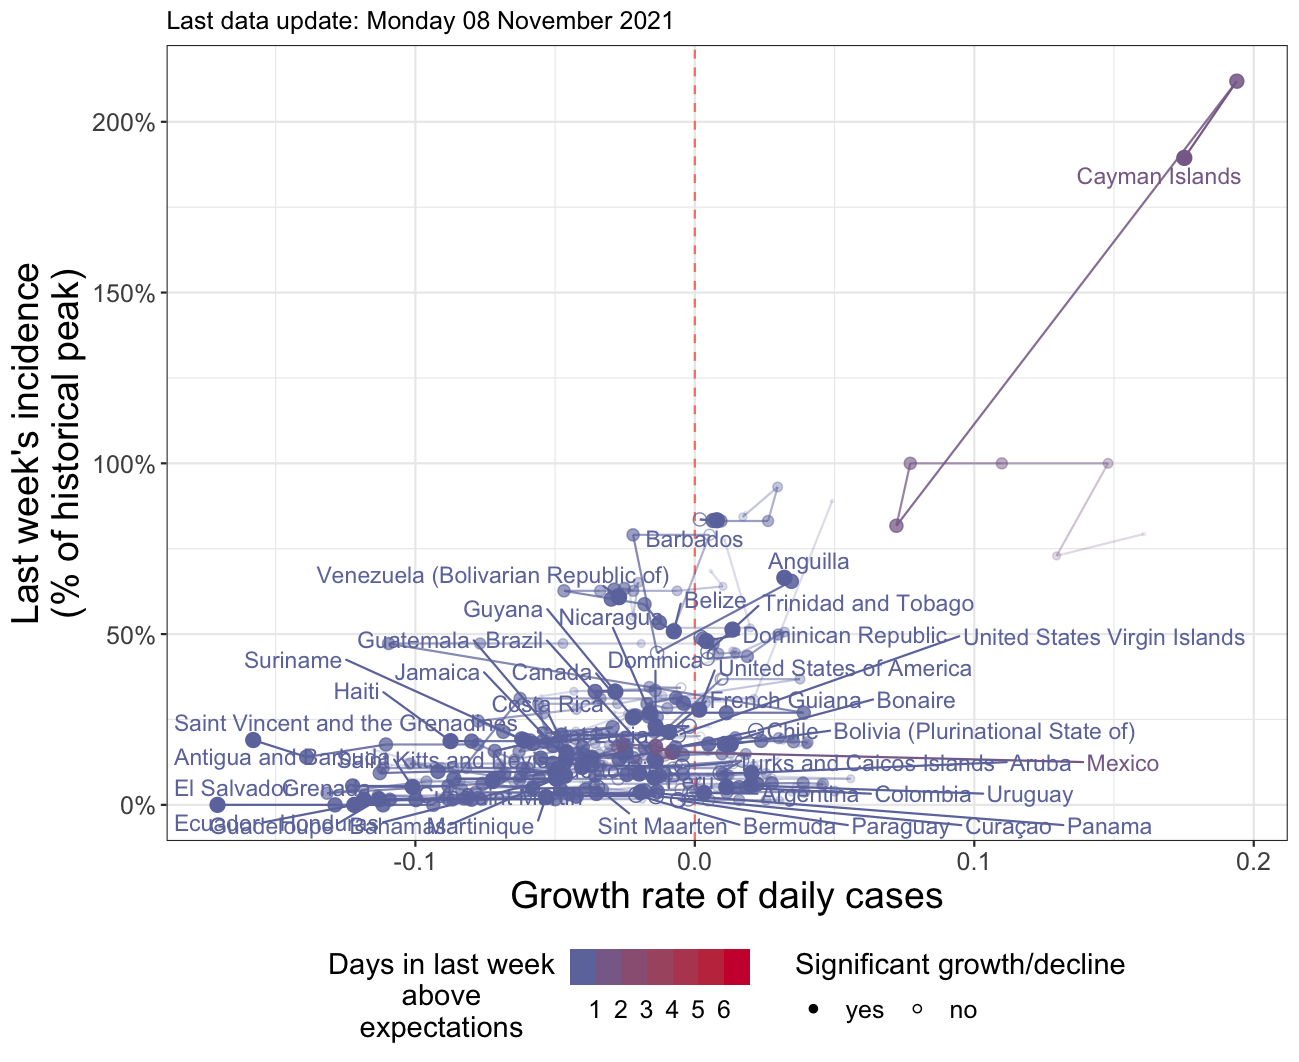 Last data update: Monday 08 November 2021
Last week's incidence
(% of historical peak)
200%
150%
100%
50%
0%
Cayman Islands
Barbados
Anguilla
Venezuela (Bolivarian Republic of)
Belize
Trinidad and Tobago
Guyana
Nicaragua
Guatemala
Brazil
Dominican Republic
United States Virgin Islands
Suriname
Dominica
Jamaica
Canada
United States of America
Haiti
Costa Rica
French Guiana
Bonaire
Saint Vincent and the Grenadines
Chile
Bolivia (Plurinational State of)
Antigua and Barbuda
Saint Kitts and Nevis
Turks and Caicos Islands
Aruba
Mexico
El Salvador
Grenada
Argentina
Colombia
Uruguay
Ecuador
Guadeloupe
Honduras
Bahamas
Martinique
Sint Maarten
Bermuda
Paraguay
Curaçao
Panama
-0.1
0.0
0.1
0.2
Growth rate of daily cases
Days in last week
above
expectations
1 2 3 4 5 6
Significant growth/decline
yes
no